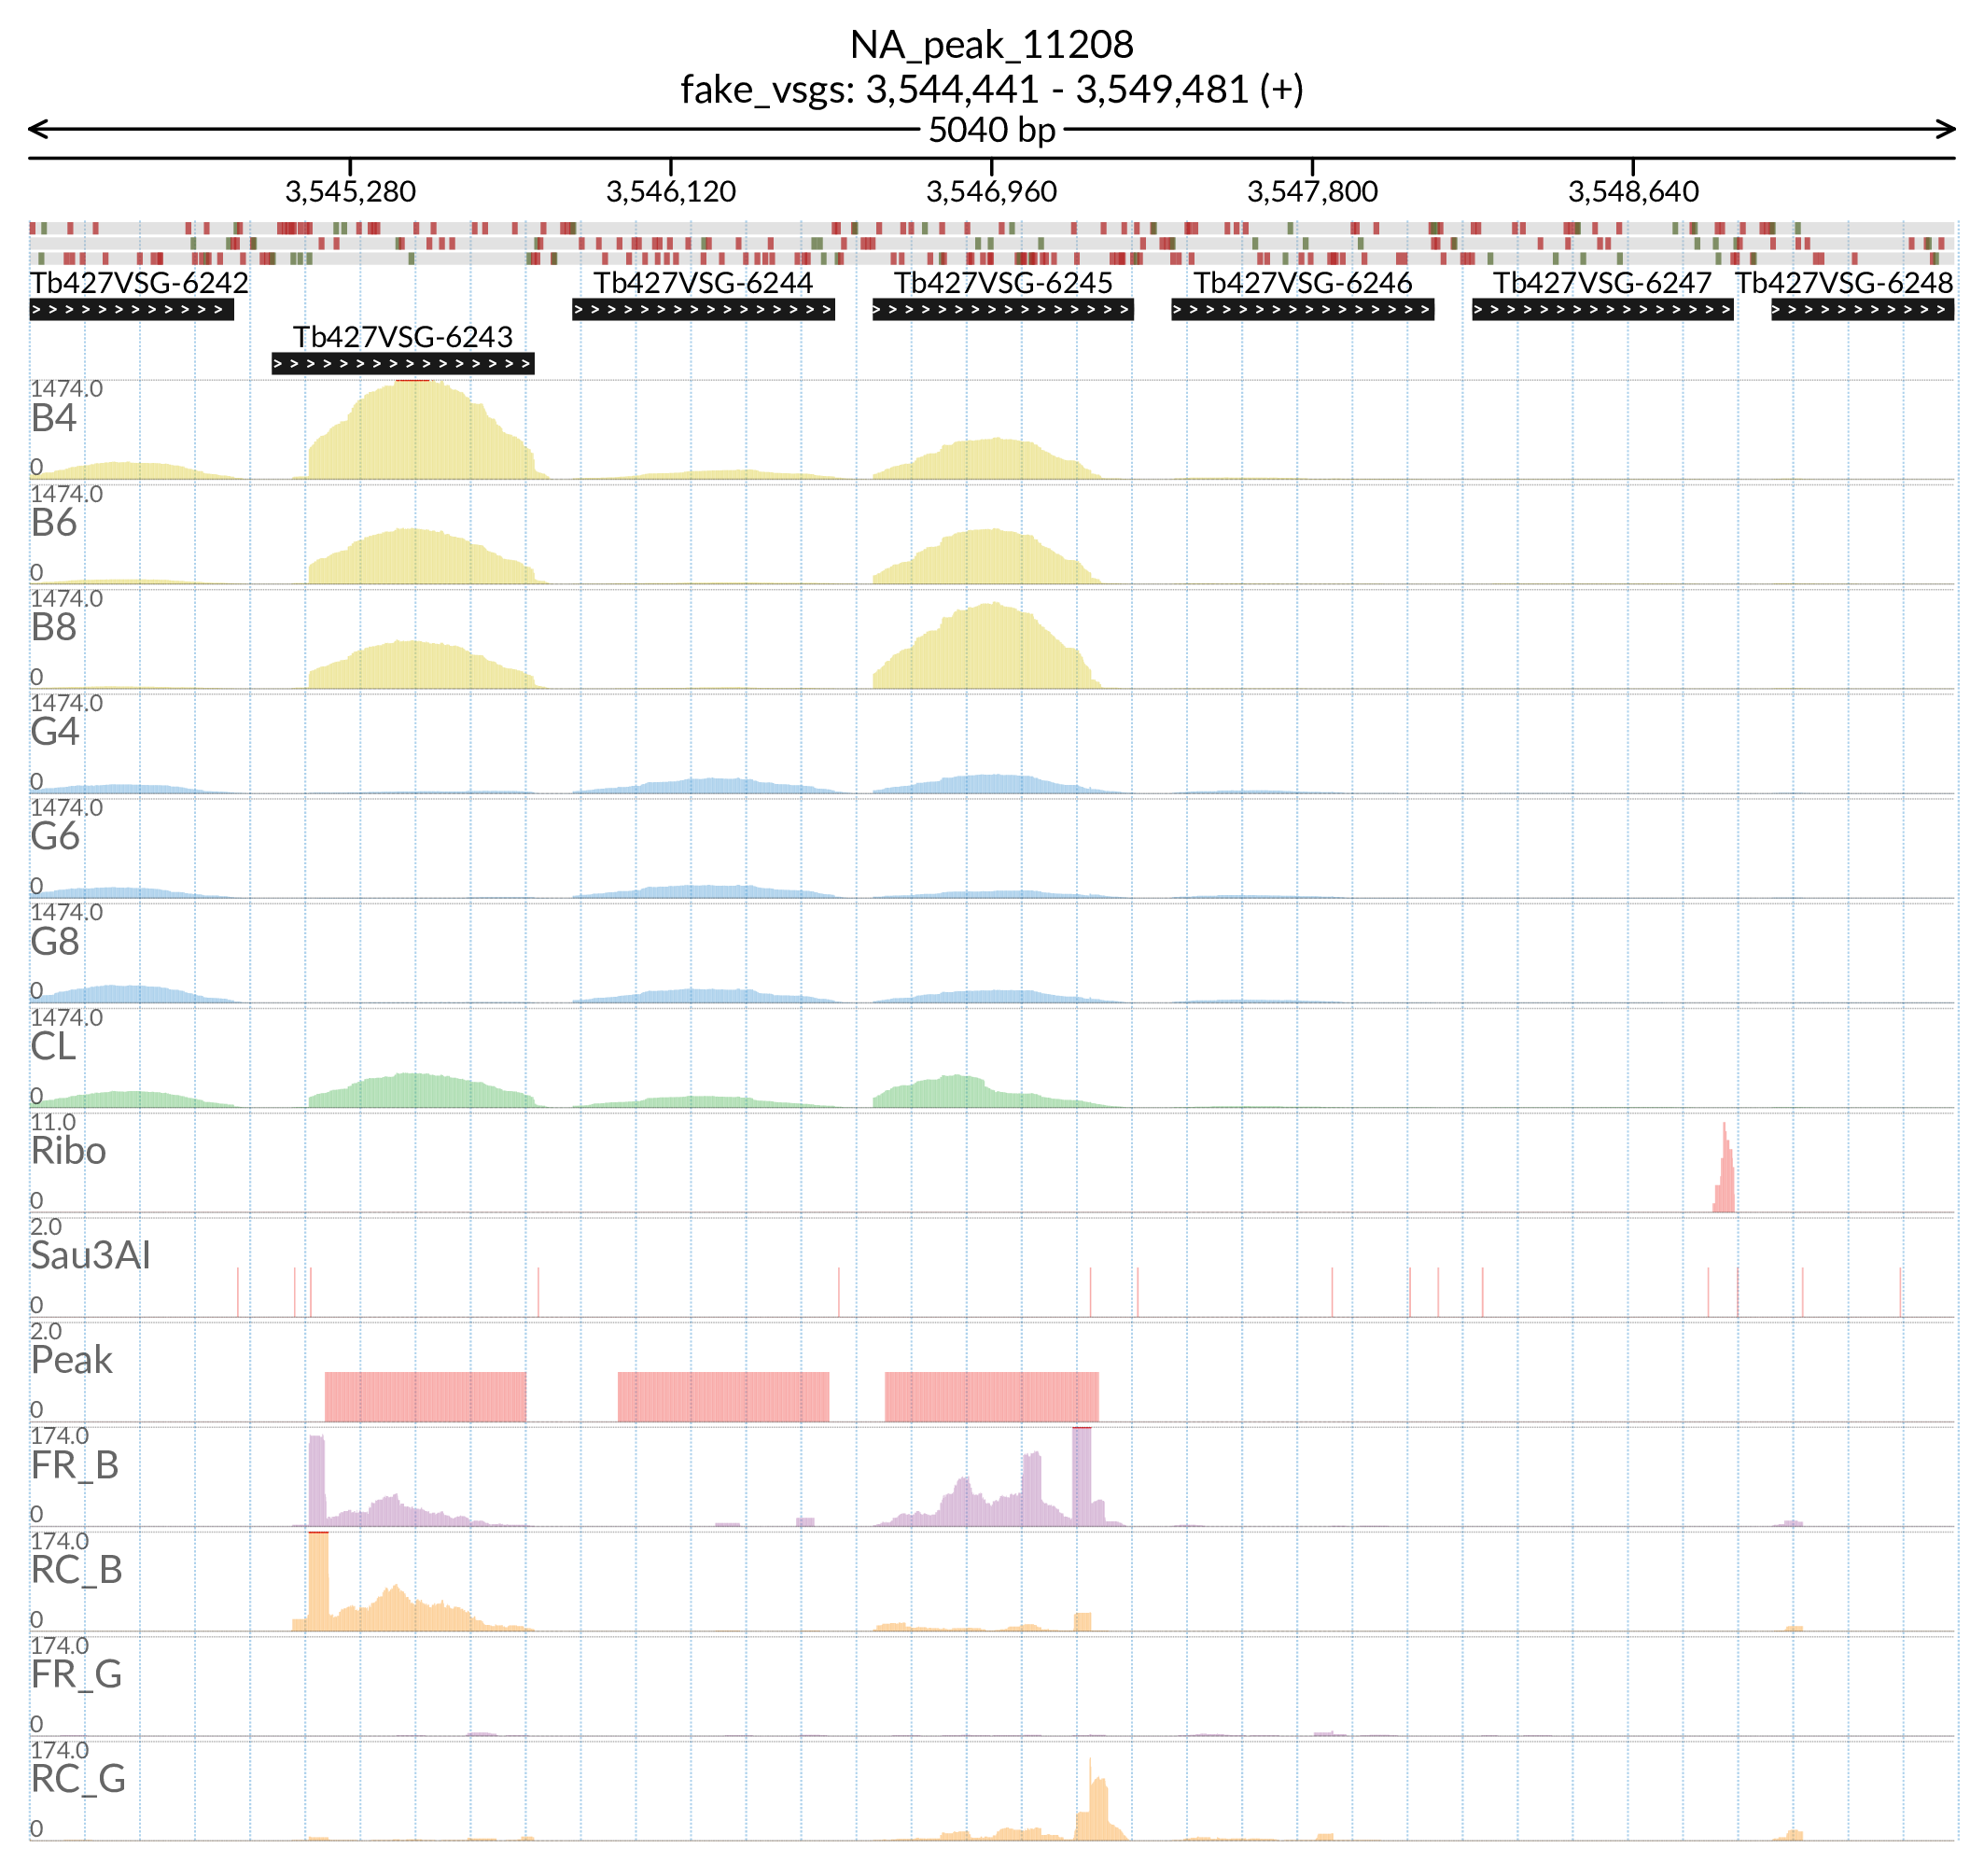 NA_peak_11208
fake_vsgs: 3,544,441 - 3,549,481 (+)
5040 bp
3,545,280 3,546,120 3,546,960 3,547,800 3,548,640
Tb427VSG-6242 Tb427VSG-6244 Tb427VSG-6245 Tb427VSG-6246 Tb427VSG-6247 Tb427VSG-6248
Tb427VSG-6243
1474.0
B4
0
1474.0
B6
0
1474.0
B8
0
1474.0
G4
0
1474.0
G6
0
1474.0
G8
0
1474.0
CL
0
11.0
Ribo
0
2.0
Sau3AI
0
2.0
Peak
0
174.0
FR_B
0
174.0
RC_B
0
174.0
FR_G
0
174.0
RC_G
0